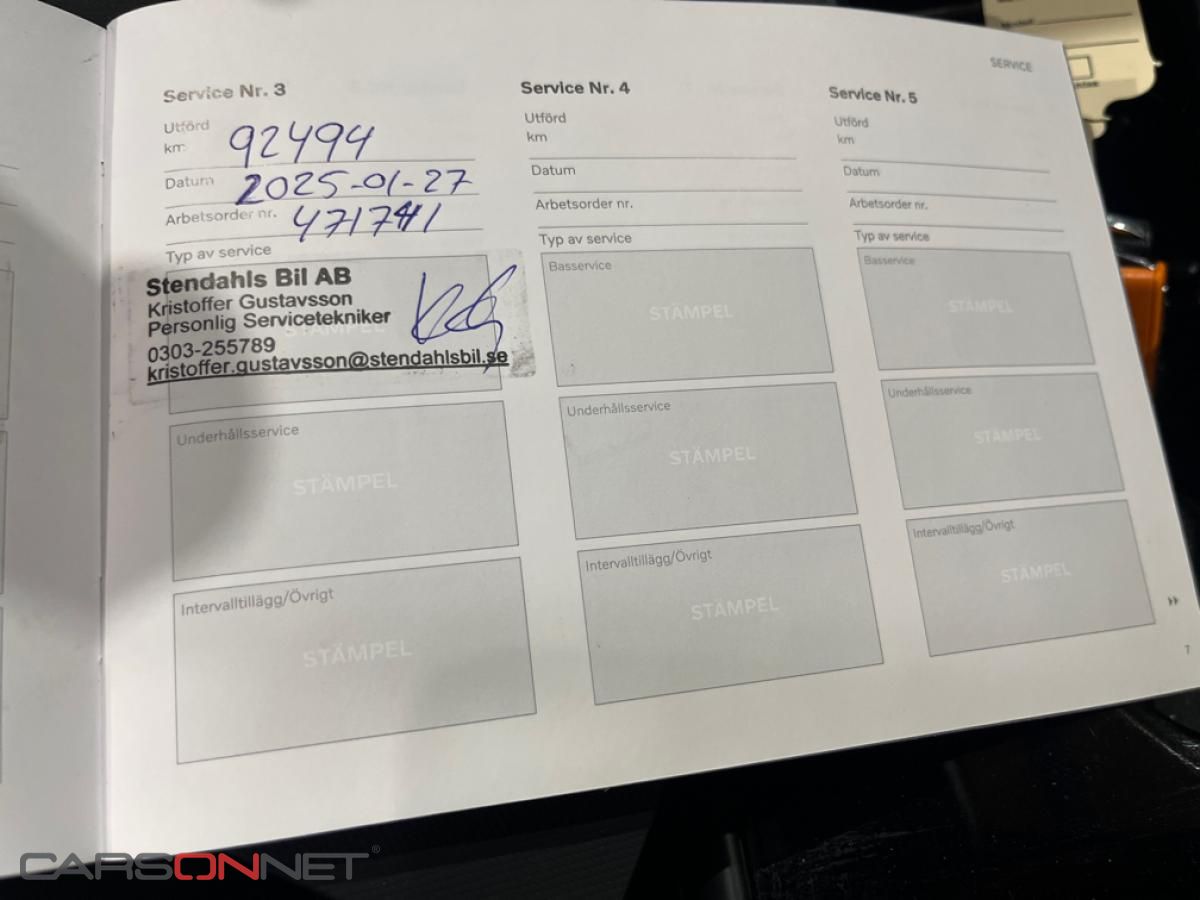 SERVICE
Service Nr. 3
Utförd
km 92494
Datum 2025-01-27
Arbetsorder nr. 471741
Typ av service
Stendahls Bil AB
Kristoffer Gustavsson
Personlig Servicetekniker
0303-255789
kristoffer.gustavsson@stendahlsbil.se
STÄMPEL
Underhållsservice
STÄMPEL
Intervalltillägg/Övrigt
STÄMPEL
Service Nr. 4
Utförd
km
Datum
Arbetsorder nr.
Typ av service
Basservice
STÄMPEL
Underhållsservice
STÄMPEL
Intervalltillägg/Övrigt
STÄMPEL
Service Nr. 5
Utförd
km
Datum
Arbetsorder nr.
Typ av service
Basservice
STÄMPEL
Underhållsservice
STÄMPEL
Intervalltillägg/Övrigt
STÄMPEL
7
CARSONNET®